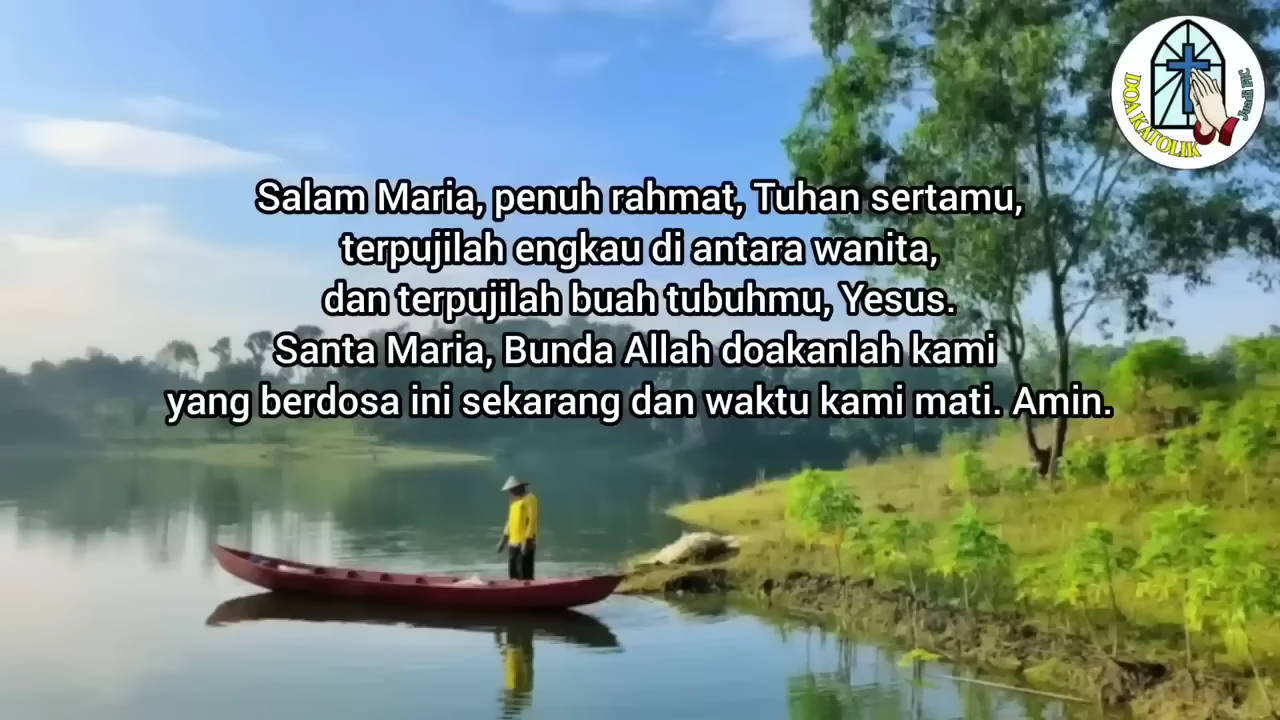 Salam Maria, penuh rahmat, Tuhan sertamu,
terpujilah engkau di antara wanita,
dan terpujilah buah tubuhmu, Yesus.
Santa Maria, Bunda Allah doakanlah kami
yang berdosa ini sekarang dan waktu kami mati. Amin.
DOA KATOLIK